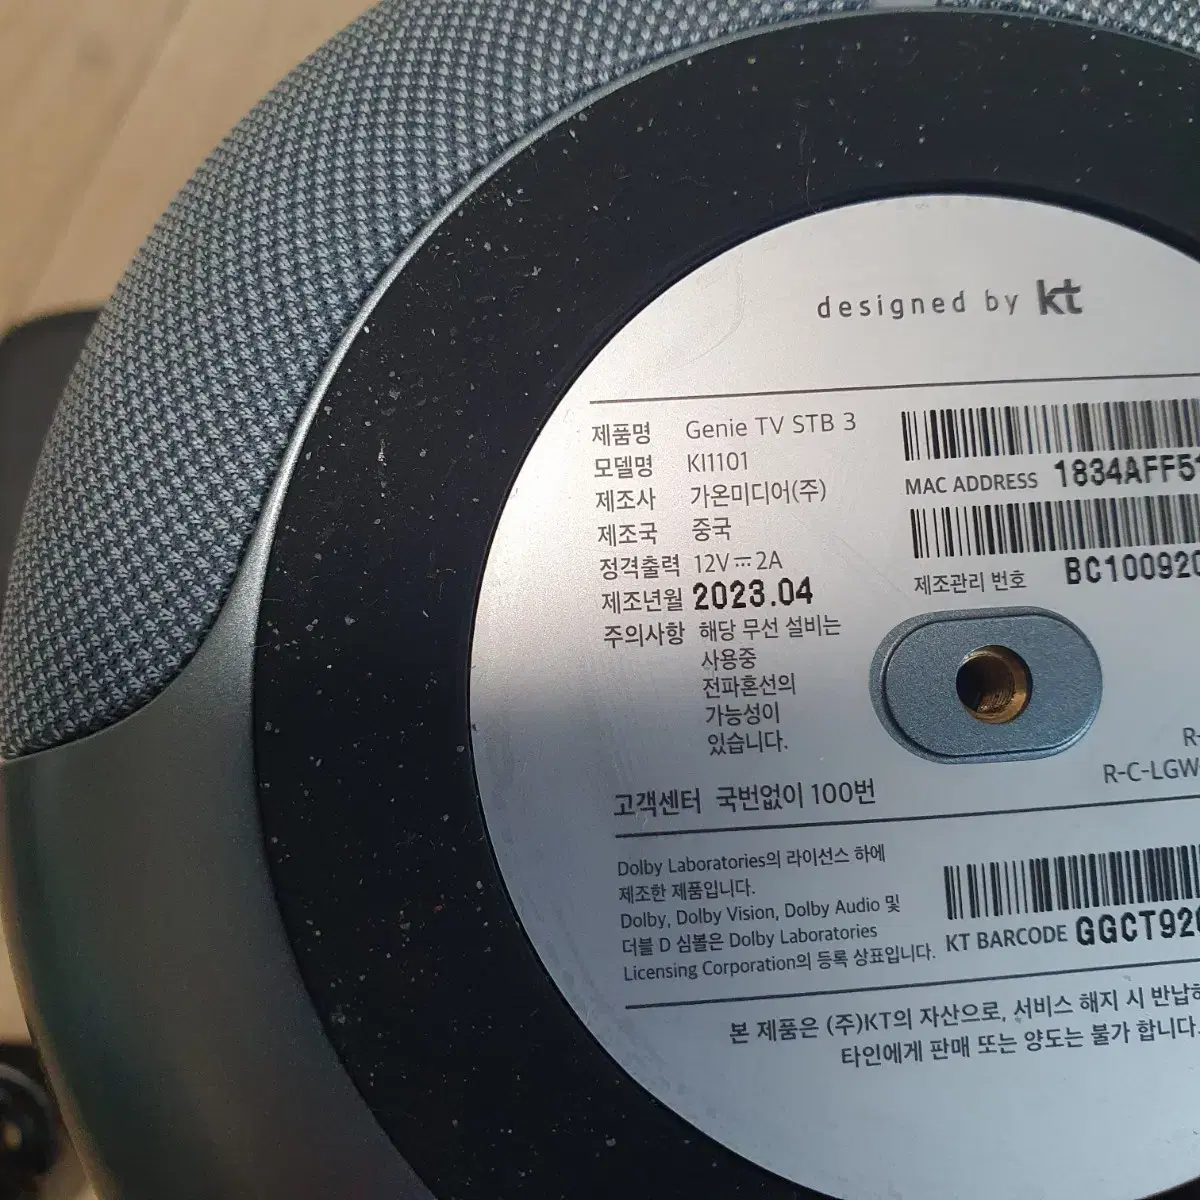 designed by kt
제품명 Genie TV STB 3
모델명 KI1101
제조사 가온미디어(주)
제조국 중국
정격출력 12V⎓2A
제조년월 2023.04
주의사항 해당 무선 설비는
사용중
전파혼선의
가능성이
있습니다.
고객센터 국번없이 100번
MAC ADDRESS 1834AFF51
제조관리 번호 BC100920
R-
R-C-LGW
Dolby Laboratories의 라이선스 하에
제조한 제품입니다.
Dolby, Dolby Vision, Dolby Audio 및
더블 D 심볼은 Dolby Laboratories
Licensing Corporation의 등록 상표입니다.
KT BARCODE GGCT920
본 제품은 (주)KT의 자산으로, 서비스 해지 시 반납하
타인에게 판매 또는 양도는 불가 합니다.